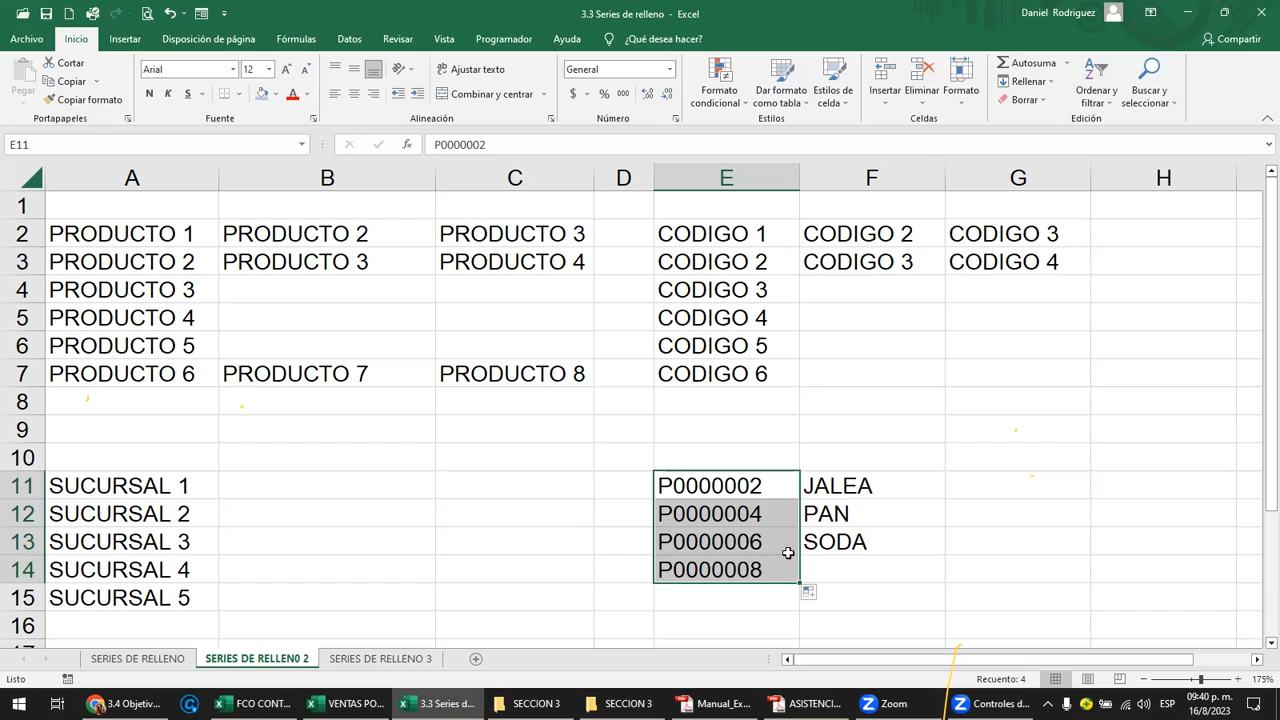 3.3 Series de relleno - Excel
Daniel Rodriguez
Archivo Inicio Insertar Disposición de página Fórmulas Datos Revisar Vista Programador Ayuda ¿Qué desea hacer? Compartir
Pegar
Cortar
Copiar
Copiar formato
Portapapeles
Arial 12
N K S
Fuente
Ajustar texto
Combinar y centrar
Alineación
General
$ % 000
Número
Formato condicional
Dar formato como tabla
Estilos de celda
Estilos
Insertar Eliminar Formato
Celdas
Autosuma
Rellenar
Borrar
Ordenar y filtrar
Buscar y seleccionar
Edición
E11 fx P0000002
A B C D E F G H
1
2 PRODUCTO 1 PRODUCTO 2 PRODUCTO 3 CODIGO 1 CODIGO 2 CODIGO 3
3 PRODUCTO 2 PRODUCTO 3 PRODUCTO 4 CODIGO 2 CODIGO 3 CODIGO 4
4 PRODUCTO 3 CODIGO 3
5 PRODUCTO 4 CODIGO 4
6 PRODUCTO 5 CODIGO 5
7 PRODUCTO 6 PRODUCTO 7 PRODUCTO 8 CODIGO 6
8
9
10
11 SUCURSAL 1 P0000002 JALEA
12 SUCURSAL 2 P0000004 PAN
13 SUCURSAL 3 P0000006 SODA
14 SUCURSAL 4 P0000008
15 SUCURSAL 5
16
SERIES DE RELLENO SERIES DE RELLEN0 2 SERIES DE RELLENO 3
Listo Recuento: 4 175%
3.4 Objetiv... FCOCONT... VENTAS PO... 3.3 Series d... SECCION 3 SECCION 3 Manual_Ex... ASISTENCI... Zoom Controles d... ESP 09:40 p. m.
16/8/2023